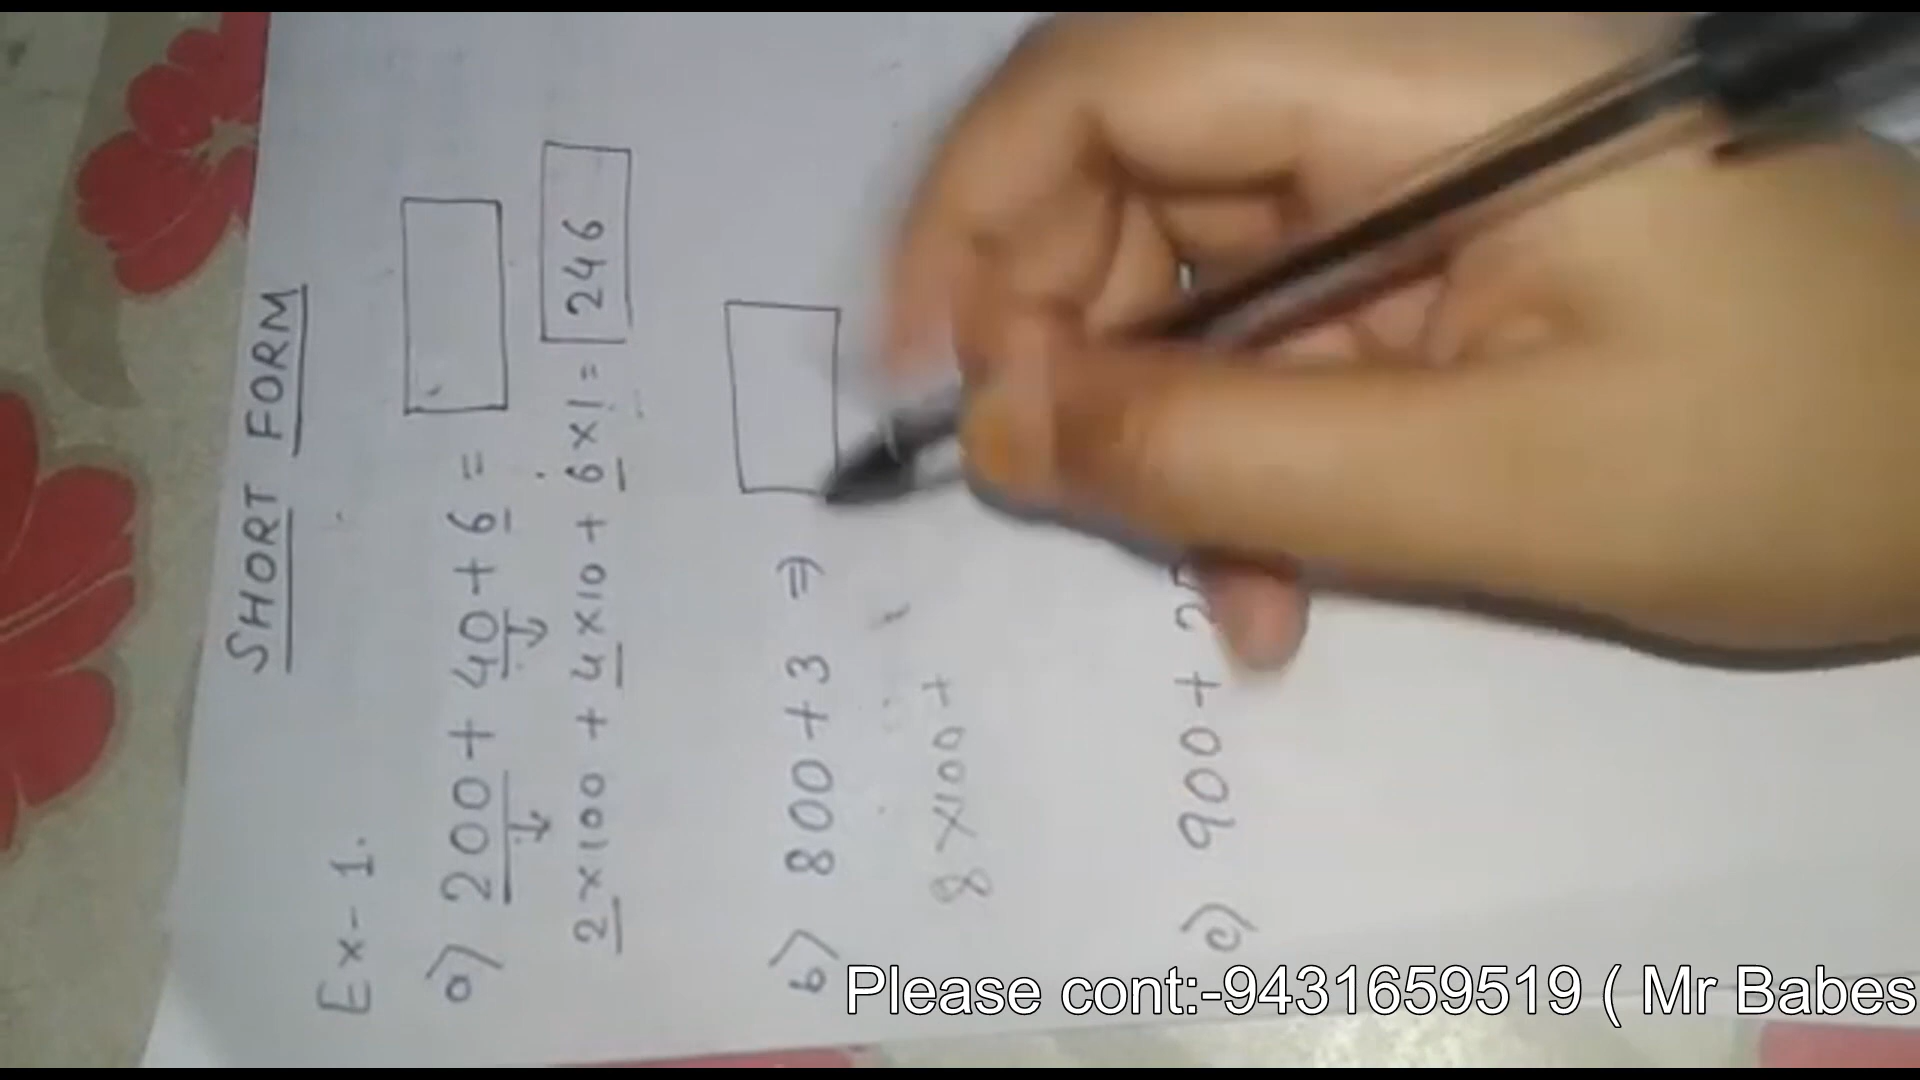 SHORT FORM
Ex- 1.
a) 200 + 40 + 6 =
2×100 + 4×10 + 6×1 = 246
b) 800 + 3 ⇒
8×100 +
c) 900 +
Please cont:-9431659519 ( Mr Babes